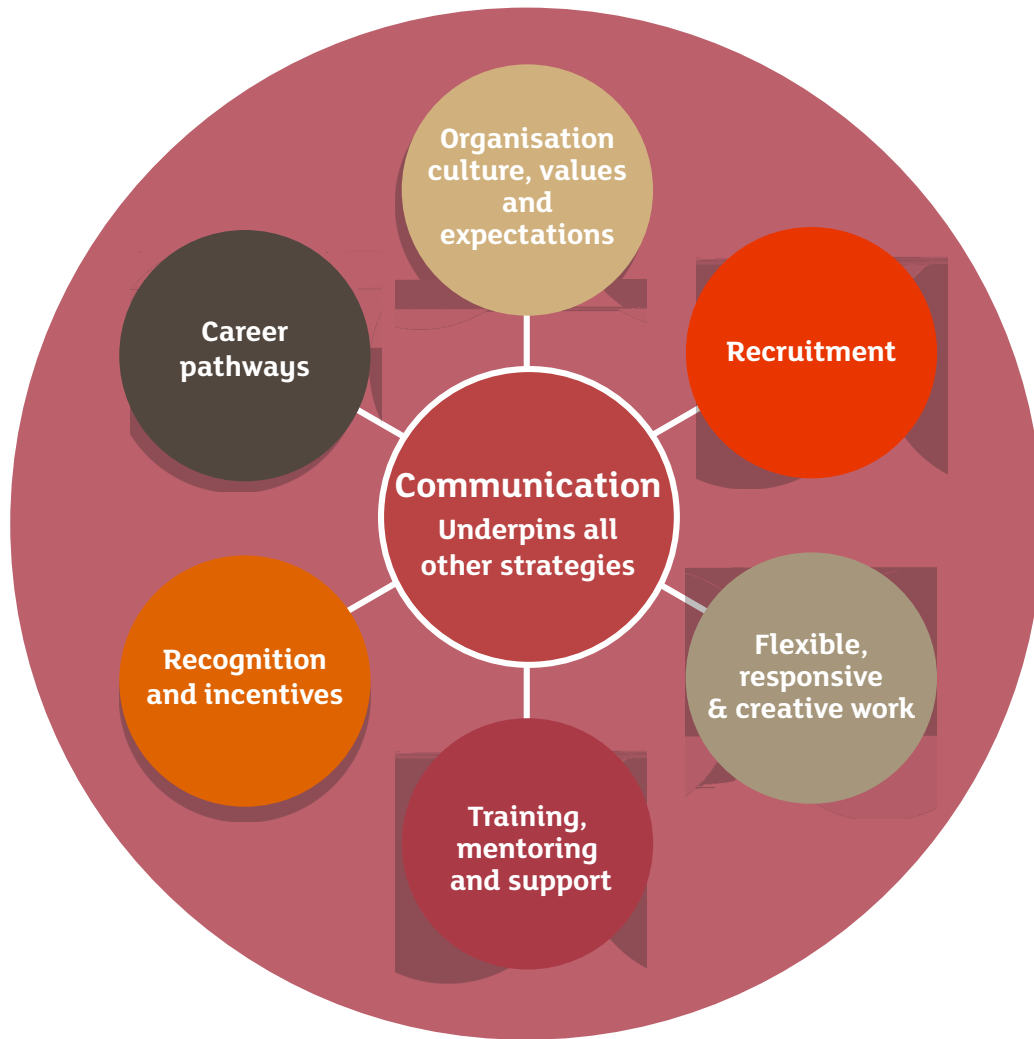 Organisation
culture, values
and
expectations
Recruitment
Career
pathways
Communication
Underpins all
other strategies
Flexible,
responsive
& creative work
Recognition
and incentives
Training,
mentoring
and support